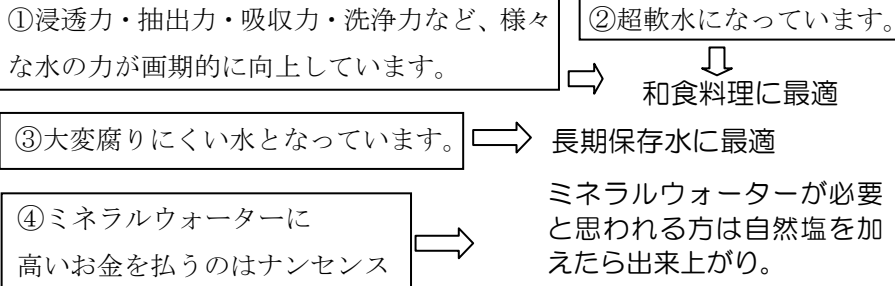 ①浸透力・抽出力・吸収力・洗浄力など、様々
な水の力が画期的に向上しています。
②超軟水になっています。
和食料理に最適
③大変腐りにくい水となっています。
長期保存水に最適
④ミネラルウォーターに
高いお金を払うのはナンセンス
ミネラルウォーターが必要
と思われる方は自然塩を加
えたら出来上がり。